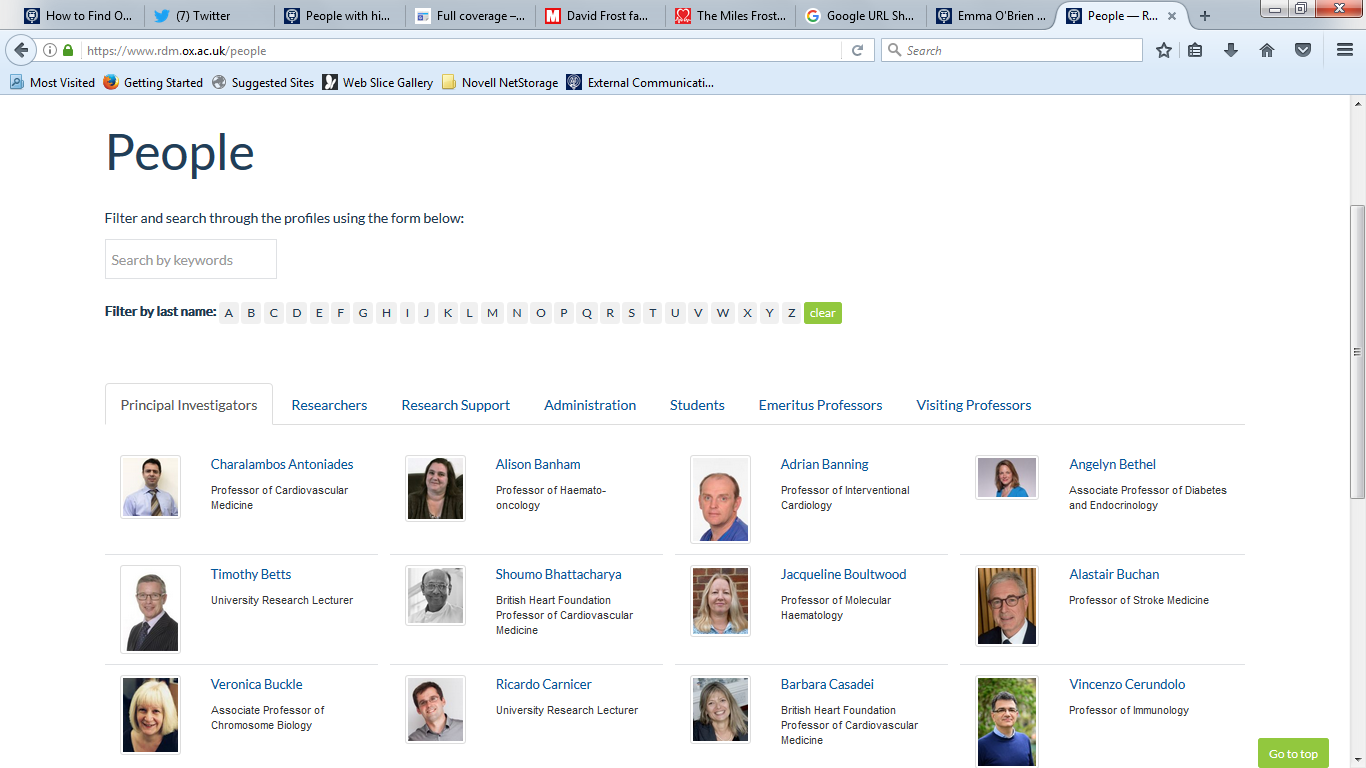 How to Find O...
(7) Twitter
People with hi...
Full coverage –...
David Frost fa...
The Miles Frost...
Google URL Sh...
Emma O'Brien ...
People — R...
https://www.rdm.ox.ac.uk/people
Search
Most Visited
Getting Started
Suggested Sites
Web Slice Gallery
Novell NetStorage
External Communicati...
People
Filter and search through the profiles using the form below:
Search by keywords
Filter by last name: A B C D E F G H I J K L M N O P Q R S T U V W X Y Z clear
Principal Investigators
Researchers
Research Support
Administration
Students
Emeritus Professors
Visiting Professors
Charalambos Antoniades
Professor of Cardiovascular
Medicine
Alison Banham
Professor of Haemato-
oncology
Adrian Banning
Professor of Interventional
Cardiology
Angelyn Bethel
Associate Professor of Diabetes
and Endocrinology
Timothy Betts
University Research Lecturer
Shoumo Bhattacharya
British Heart Foundation
Professor of Cardiovascular
Medicine
Jacqueline Boultwood
Professor of Molecular
Haematology
Alastair Buchan
Professor of Stroke Medicine
Veronica Buckle
Associate Professor of
Chromosome Biology
Ricardo Carnicer
University Research Lecturer
Barbara Casadei
British Heart Foundation
Professor of Cardiovascular
Medicine
Vincenzo Cerundolo
Professor of Immunology
Go to top